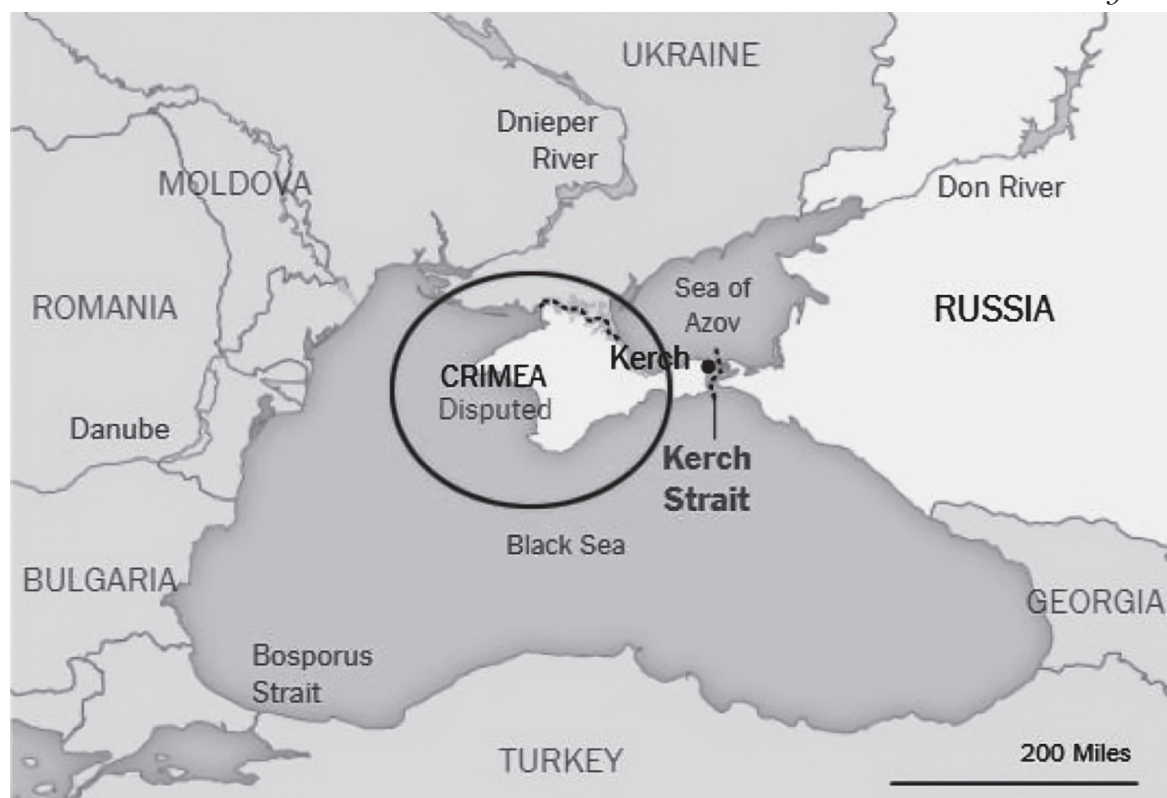 UKRAINE
Dnieper
River
MOLDOVA
Don River
ROMANIA
Sea of
Azov
RUSSIA
Kerch
CRIMEA
Disputed
Danube
Kerch
Strait
Black Sea
BULGARIA
GEORGIA
Bosporus
Strait
TURKEY
200 Miles